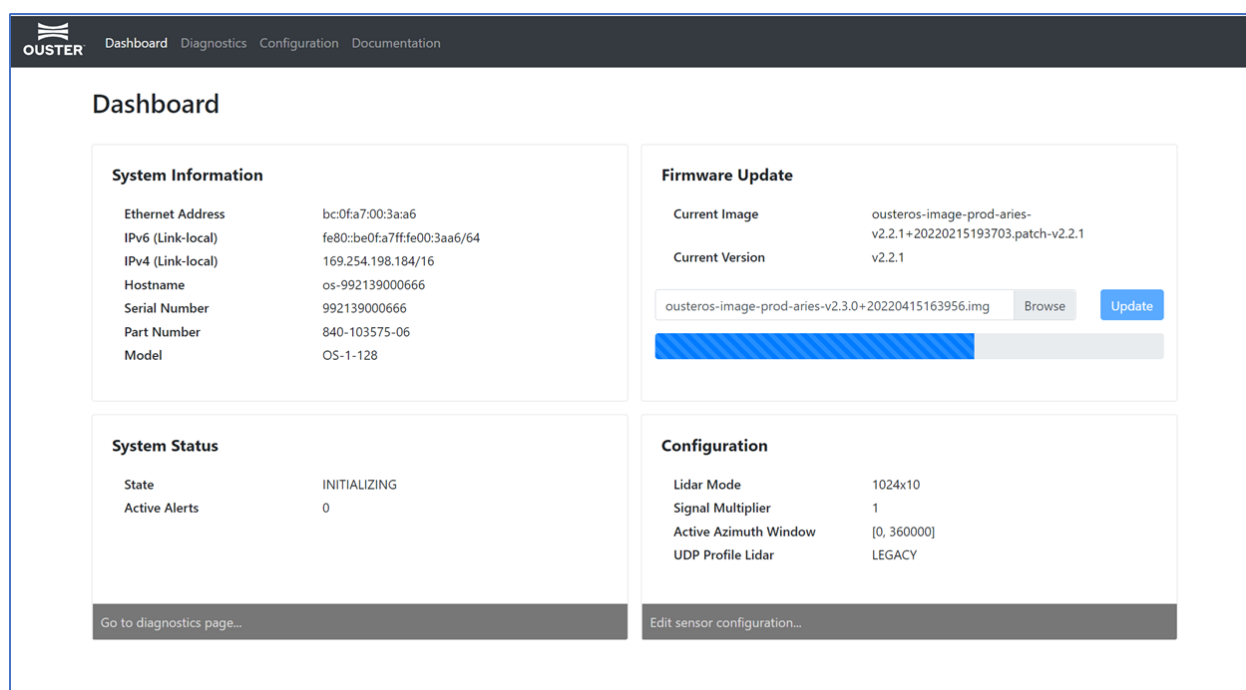 OUSTER
Dashboard Diagnostics Configuration Documentation
Dashboard
System Information
Ethernet Address bc:0f:a7:00:3a:a6
IPv6 (Link-local) fe80::be0f:a7ff:fe00:3aa6/64
IPv4 (Link-local) 169.254.198.184/16
Hostname os-992139000666
Serial Number 992139000666
Part Number 840-103575-06
Model OS-1-128
Firmware Update
Current Image ousteros-image-prod-aries-
v2.2.1+20220215193703.patch-v2.2.1
Current Version v2.2.1
ousteros-image-prod-aries-v2.3.0+20220415163956.img Browse Update
System Status
State INITIALIZING
Active Alerts 0
Go to diagnostics page...
Configuration
Lidar Mode 1024x10
Signal Multiplier 1
Active Azimuth Window [0, 360000]
UDP Profile Lidar LEGACY
Edit sensor configuration...